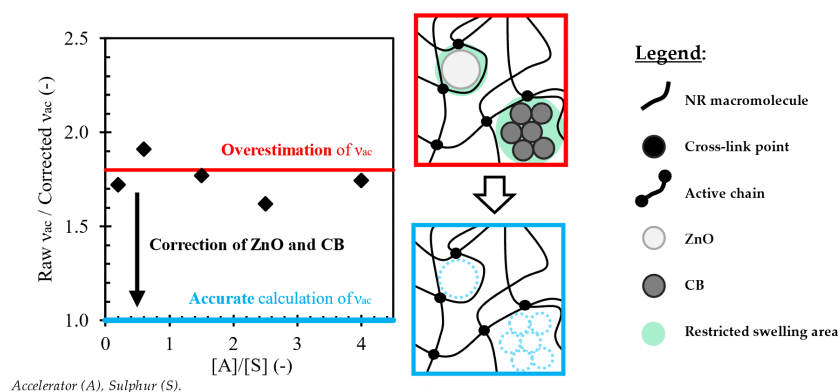 Raw νac / Corrected νac (-)
2.5
2.0
1.5
1.0
Overestimation of νac
Correction of ZnO and CB
Accurate calculation of νac
0 1 2 3 4
[A]/[S] (-)
Accelerator (A), Sulphur (S).
Legend:
NR macromolecule
Cross-link point
Active chain
ZnO
CB
Restricted swelling area